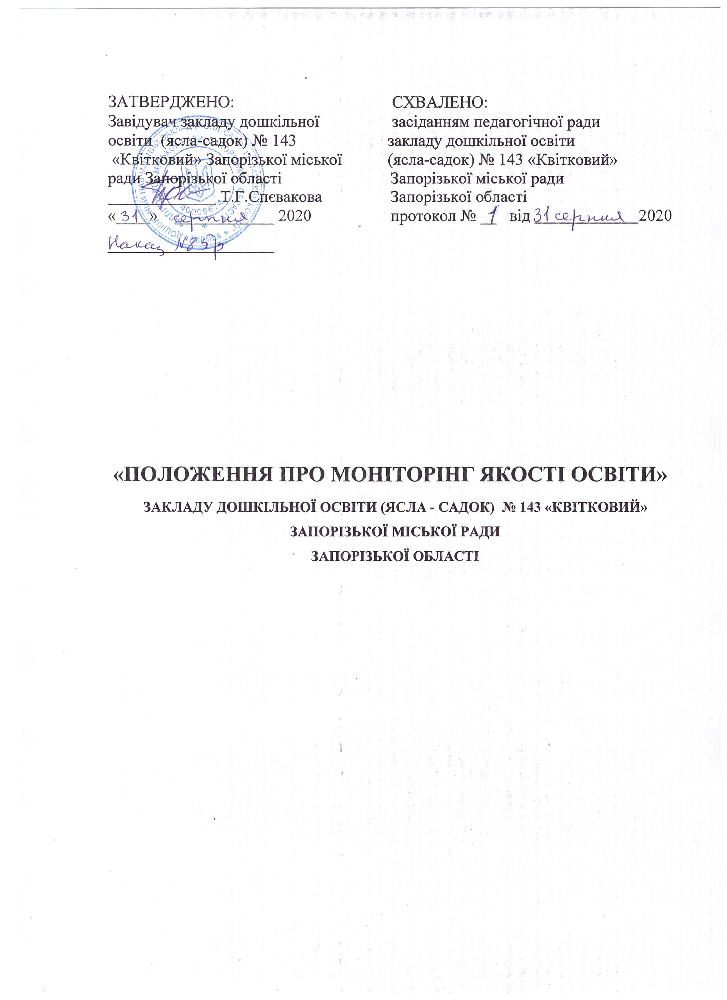 ЗАТВЕРДЖЕНО:
Завідувач закладу дошкільної
освіти (ясла-садок) № 143
«Квітковий» Запорізької міської
ради Запорізької області
Т.Г.Спєвакова
«31» серпня 2020
Наказ №83р
СХВАЛЕНО:
засіданням педагогічної ради
закладу дошкільної освіти
(ясла-садок) № 143 «Квітковий»
Запорізької міської ради
Запорізької області
протокол № 1 від 31 серпня 2020
«ПОЛОЖЕННЯ ПРО МОНІТОРІНГ ЯКОСТІ ОСВІТИ»
ЗАКЛАДУ ДОШКІЛЬНОЇ ОСВІТИ (ЯСЛА - САДОК) № 143 «КВІТКОВИЙ»
ЗАПОРІЗЬКОЇ МІСЬКОЇ РАДИ
ЗАПОРІЗЬКОЇ ОБЛАСТІ